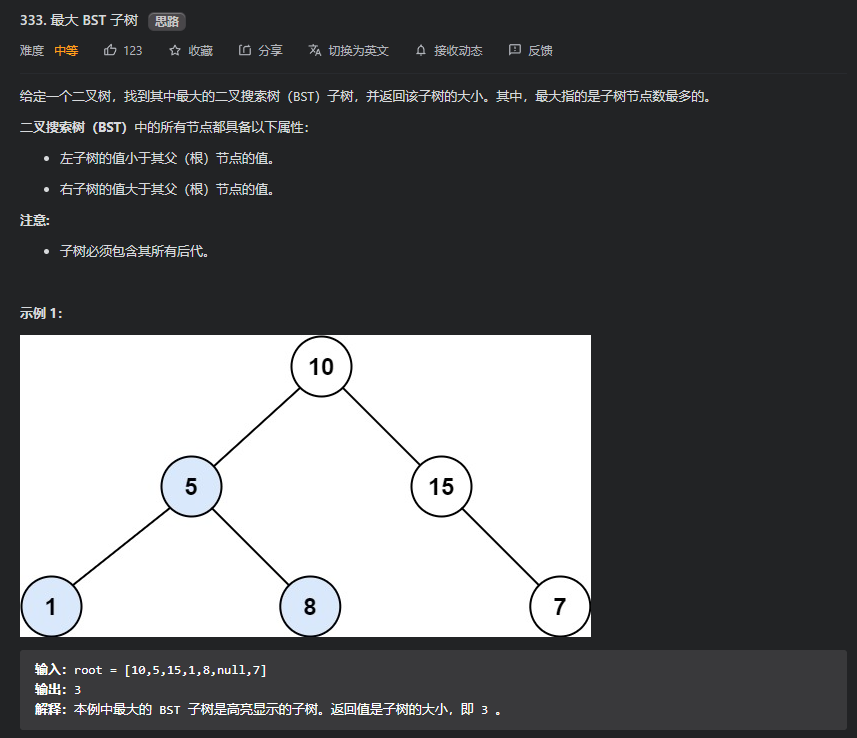 333. 最大 BST 子树 思路
难度 中等 123 收藏 分享 切换为英文 接收动态 反馈
给定一个二叉树，找到其中最大的二叉搜索树（BST）子树，并返回该子树的大小。其中，最大指的是子树节点数最多的。
二叉搜索树（BST）中的所有节点都具备以下属性：
左子树的值小于其父（根）节点的值。
右子树的值大于其父（根）节点的值。
注意:
子树必须包含其所有后代。
示例 1：
10
5 15
1 8 7
输入：root = [10,5,15,1,8,null,7]
输出：3
解释：本例中最大的 BST 子树是高亮显示的子树。返回值是子树的大小，即 3 。